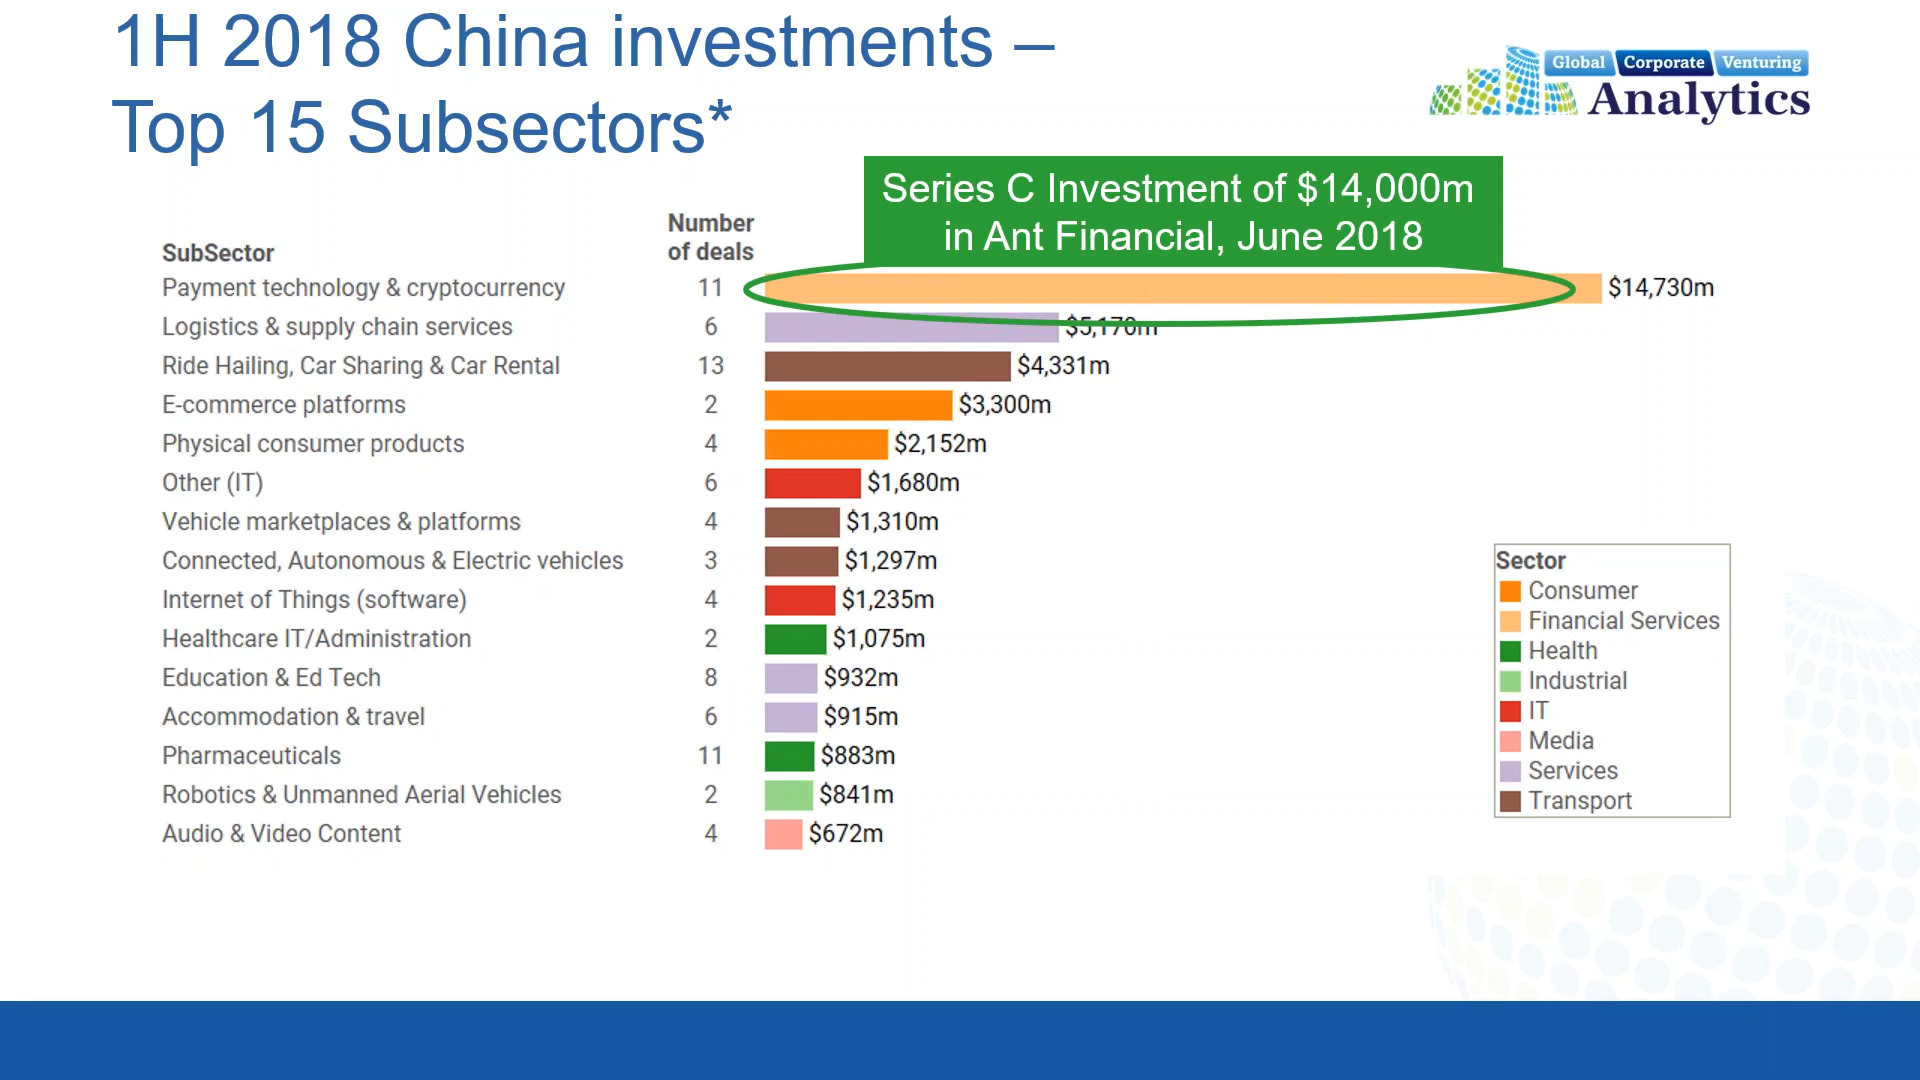 1H 2018 China investments –
Top 15 Subsectors*
Global Corporate Venturing
Analytics
Series C Investment of $14,000m
in Ant Financial, June 2018
SubSector Number of deals
Payment technology & cryptocurrency 11 $14,730m
Logistics & supply chain services 6 $5,170m
Ride Hailing, Car Sharing & Car Rental 13 $4,331m
E-commerce platforms 2 $3,300m
Physical consumer products 4 $2,152m
Other (IT) 6 $1,680m
Vehicle marketplaces & platforms 4 $1,310m
Connected, Autonomous & Electric vehicles 3 $1,297m
Internet of Things (software) 4 $1,235m
Healthcare IT/Administration 2 $1,075m
Education & Ed Tech 8 $932m
Accommodation & travel 6 $915m
Pharmaceuticals 11 $883m
Robotics & Unmanned Aerial Vehicles 2 $841m
Audio & Video Content 4 $672m
Sector
Consumer
Financial Services
Health
Industrial
IT
Media
Services
Transport